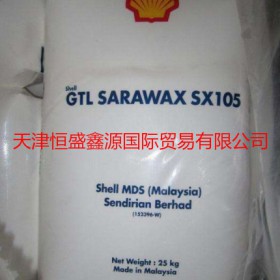 Shell
GTL SARAWAX SX105
天津恒盛鑫源国际贸易有限公司
Shell MDS (Malaysia)
Sendirian Berhad
(133296-W)
Net Weight : 25 kg
Made in Malaysia